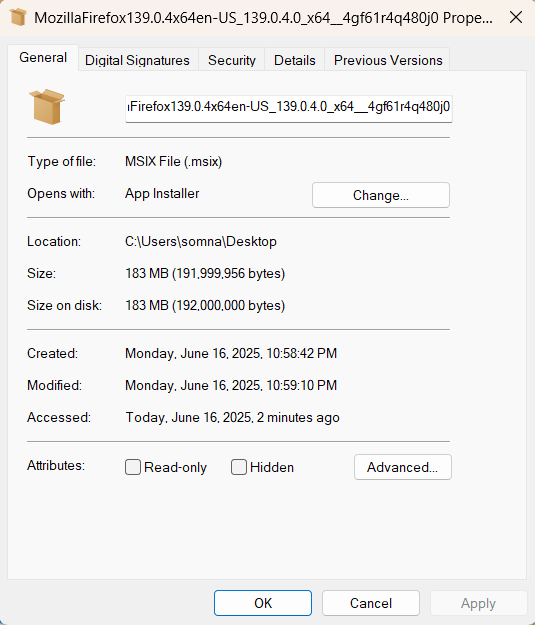 MozillaFirefox139.0.4x64en-US_139.0.4.0_x64__4gf61r4q480j0 Prope...
General Digital Signatures Security Details Previous Versions
Firefox139.0.4x64en-US_139.0.4.0_x64__4gf61r4q480j0
Type of file: MSIX File (.msix)
Opens with: App Installer Change...
Location: C:\Users\somna\Desktop
Size: 183 MB (191,999,956 bytes)
Size on disk: 183 MB (192,000,000 bytes)
Created: Monday, June 16, 2025, 10:58:42 PM
Modified: Monday, June 16, 2025, 10:59:10 PM
Accessed: Today, June 16, 2025, 2 minutes ago
Attributes: Read-only Hidden Advanced...
OK Cancel Apply